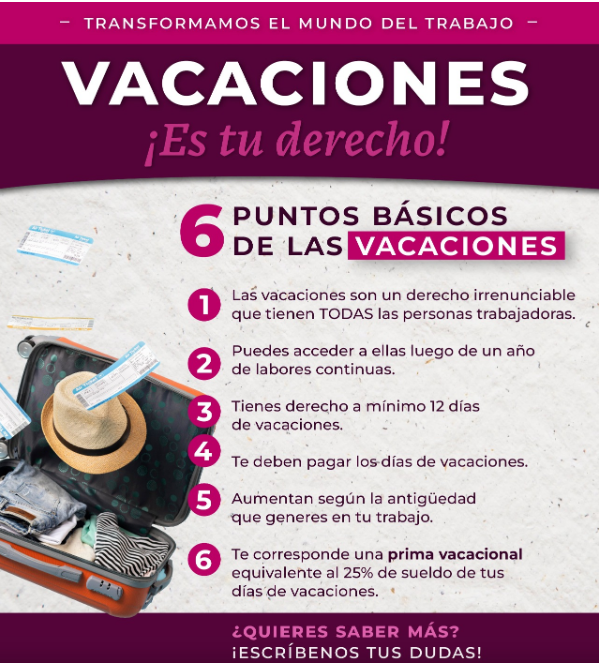 – TRANSFORMAMOS EL MUNDO DEL TRABAJO –
VACACIONES
¡Es tu derecho!
6 PUNTOS BÁSICOS
DE LAS VACACIONES
1 Las vacaciones son un derecho irrenunciable
que tienen TODAS las personas trabajadoras.
2 Puedes acceder a ellas luego de un año
de labores continuas.
3 Tienes derecho a mínimo 12 días
de vacaciones.
4 Te deben pagar los días de vacaciones.
5 Aumentan según la antigüedad
que generes en tu trabajo.
6 Te corresponde una prima vacacional
equivalente al 25% de sueldo de tus
días de vacaciones.
¿QUIERES SABER MÁS?
¡ESCRÍBENOS TUS DUDAS!